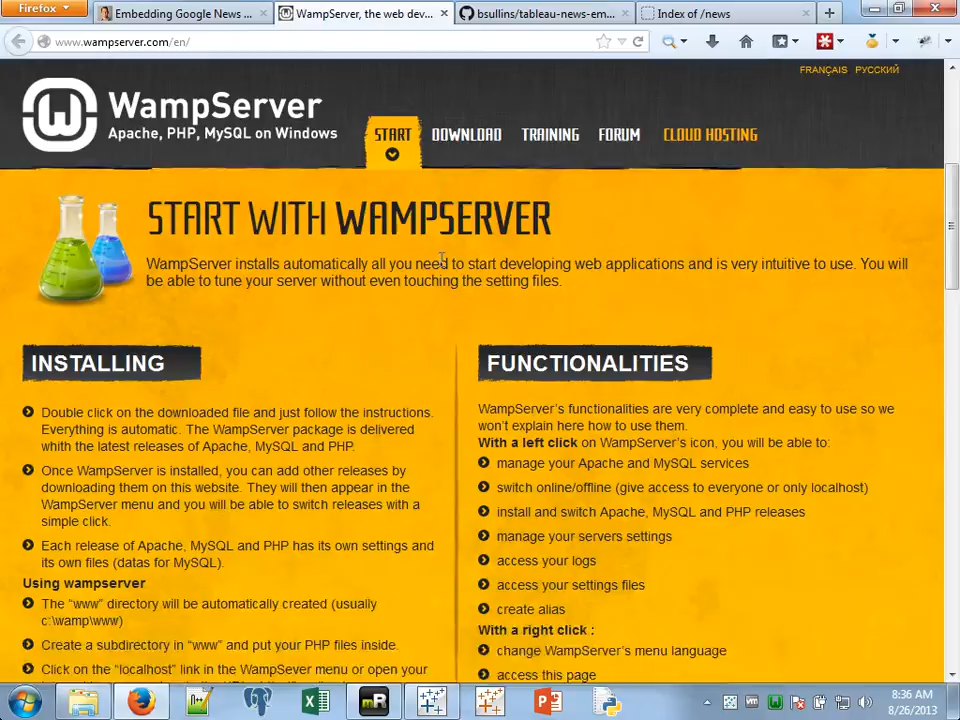 Firefox
Embedding Google News ...
WampServer, the web dev...
bsullins/tableau-news-em...
Index of /news
www.wampserver.com/en/
FRANÇAIS РУССКИЙ
WampServer
Apache, PHP, MySQL on Windows
START DOWNLOAD TRAINING FORUM CLOUD HOSTING
START WITH WAMPSERVER
WampServer installs automatically all you need to start developing web applications and is very intuitive to use. You will
be able to tune your server without even touching the setting files.
INSTALLING
Double click on the downloaded file and just follow the instructions.
Everything is automatic. The WampServer package is delivered
whith the latest releases of Apache, MySQL and PHP.
Once WampServer is installed, you can add other releases by
downloading them on this website. They will then appear in the
WampServer menu and you will be able to switch releases with a
simple click.
Each release of Apache, MySQL and PHP has its own settings and
its own files (datas for MySQL).
Using wampserver
The “www” directory will be automatically created (usually
c:\wamp\www)
Create a subdirectory in “www” and put your PHP files inside.
Click on the “localhost” link in the WampSever menu or open your
FUNCTIONALITIES
WampServer’s functionalities are very complete and easy to use so we
won’t explain here how to use them.
With a left click on WampServer’s icon, you will be able to:
manage your Apache and MySQL services
switch online/offline (give access to everyone or only localhost)
install and switch Apache, MySQL and PHP releases
manage your servers settings
access your logs
access your settings files
create alias
With a right click :
change WampServer’s menu language
access this page
mR
8:36 AM
8/26/2013